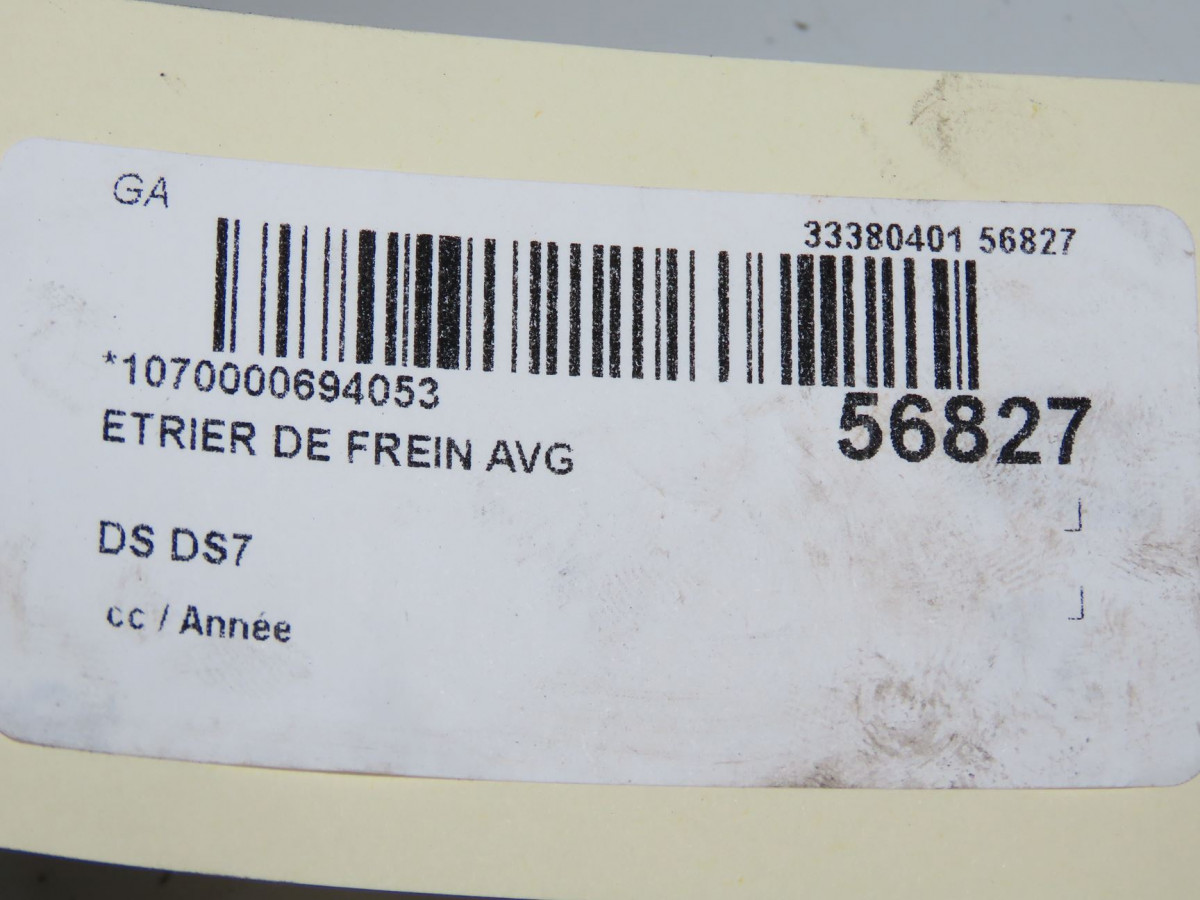 GA
33380401 56827
*1070000694053
56827
ETRIER DE FREIN AVG
DS DS7
cc / Année